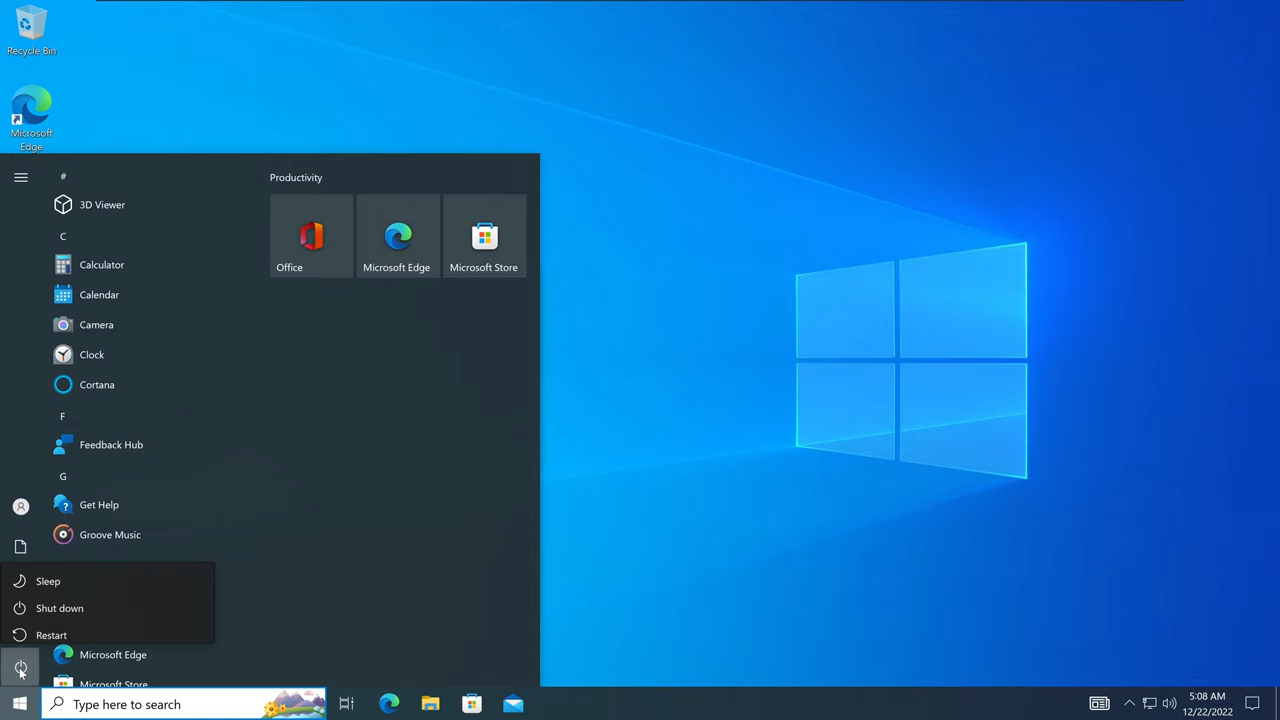 Recycle Bin
Microsoft
Edge
#
3D Viewer
C
Calculator
Calendar
Camera
Clock
Cortana
F
Feedback Hub
G
Get Help
Groove Music
Sleep
Shut down
Restart
Microsoft Edge
Microsoft Store
Productivity
Office
Microsoft Edge
Microsoft Store
Type here to search
5:08 AM
12/22/2022